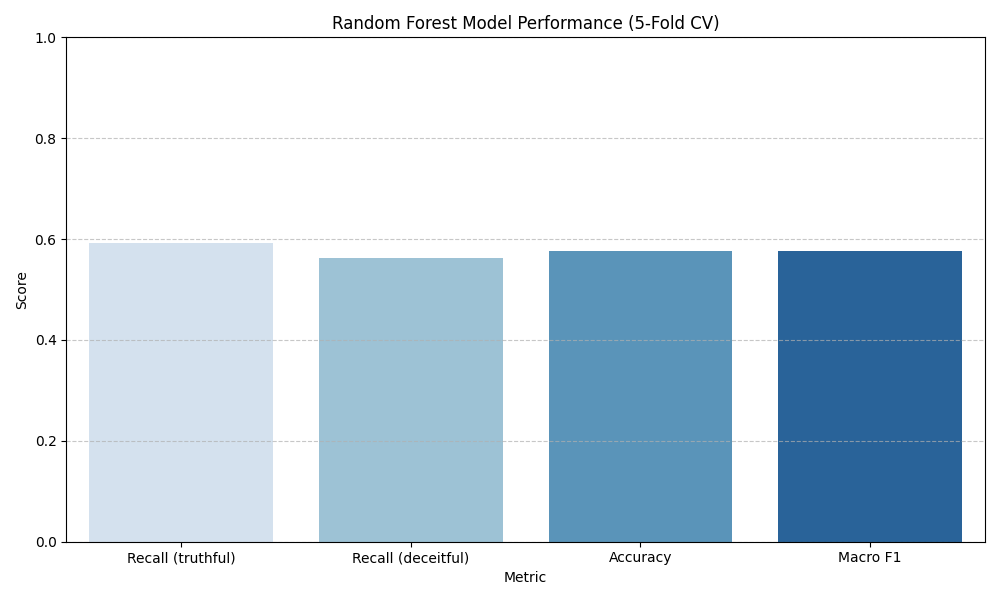 Random Forest Model Performance (5-Fold CV)
1.0
0.8
0.6
0.4
0.2
0.0
Score
Recall (truthful) Recall (deceitful) Accuracy Macro F1
Metric